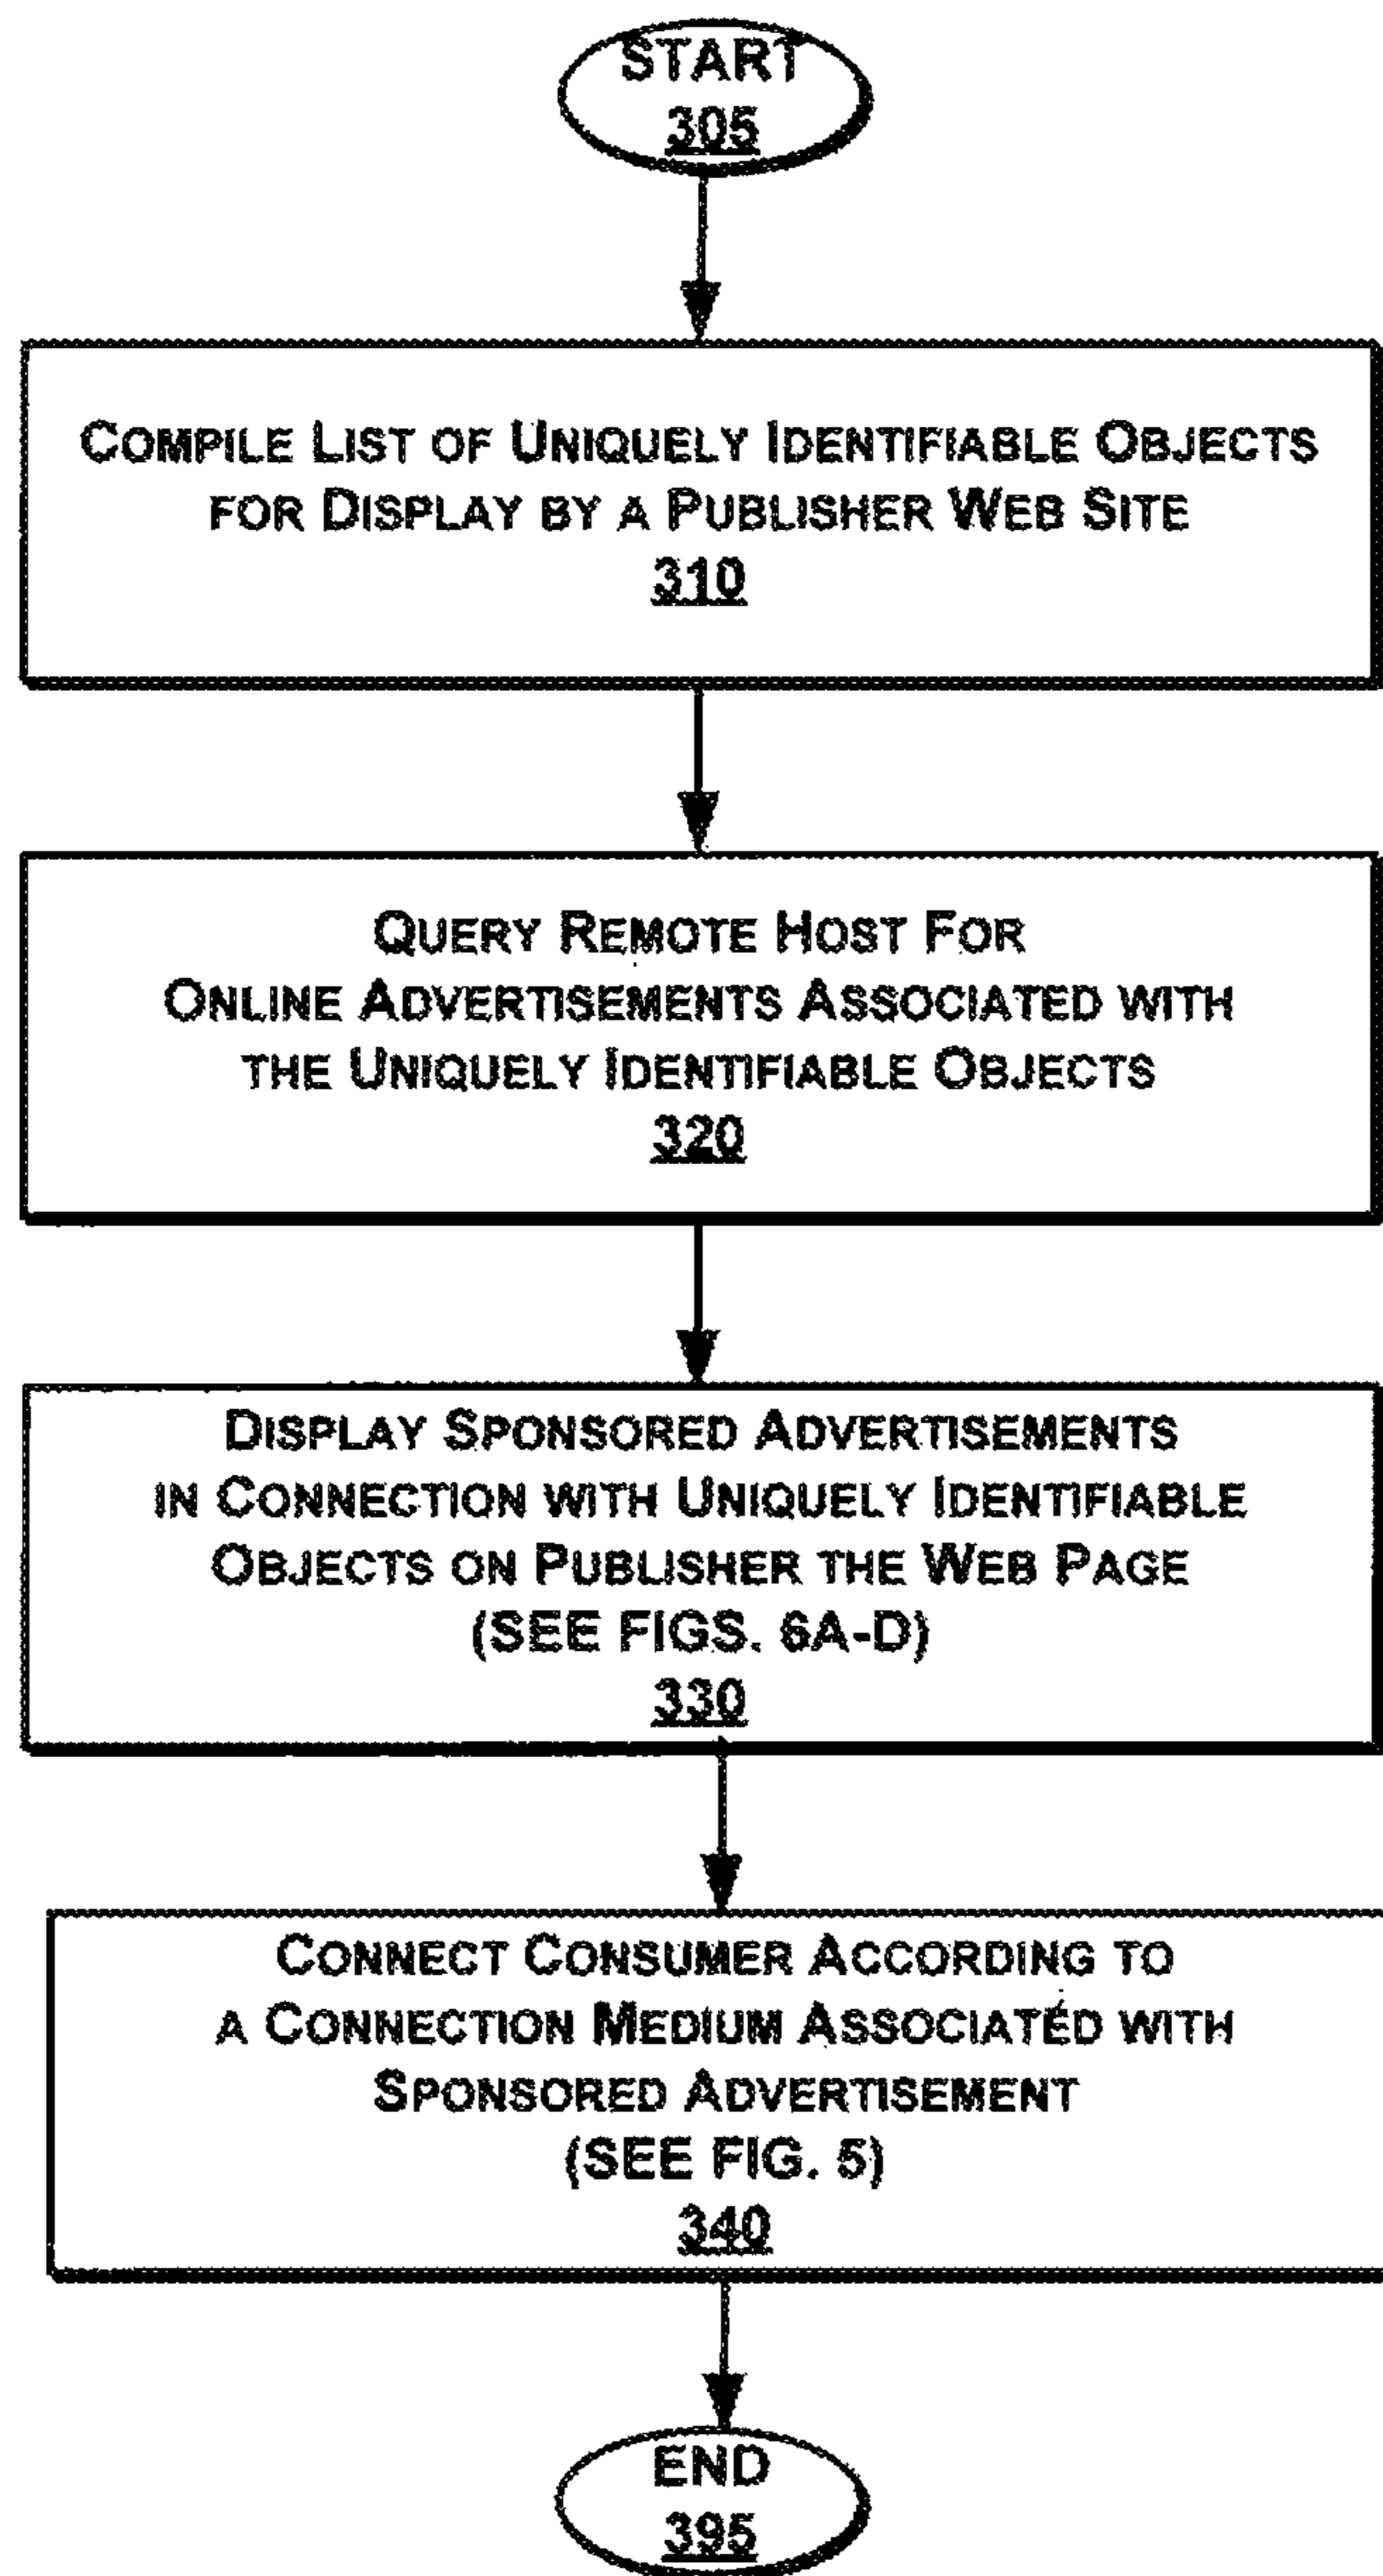 START
305
COMPILE LIST OF UNIQUELY IDENTIFIABLE OBJECTS
FOR DISPLAY BY A PUBLISHER WEB SITE
310
QUERY REMOTE HOST FOR
ONLINE ADVERTISEMENTS ASSOCIATED WITH
THE UNIQUELY IDENTIFIABLE OBJECTS
320
DISPLAY SPONSORED ADVERTISEMENTS
IN CONNECTION WITH UNIQUELY IDENTIFIABLE
OBJECTS ON PUBLISHER THE WEB PAGE
(SEE FIGS. 6A-D)
330
CONNECT CONSUMER ACCORDING TO
A CONNECTION MEDIUM ASSOCIATED WITH
SPONSORED ADVERTISEMENT
(SEE FIG. 5)
340
END
395